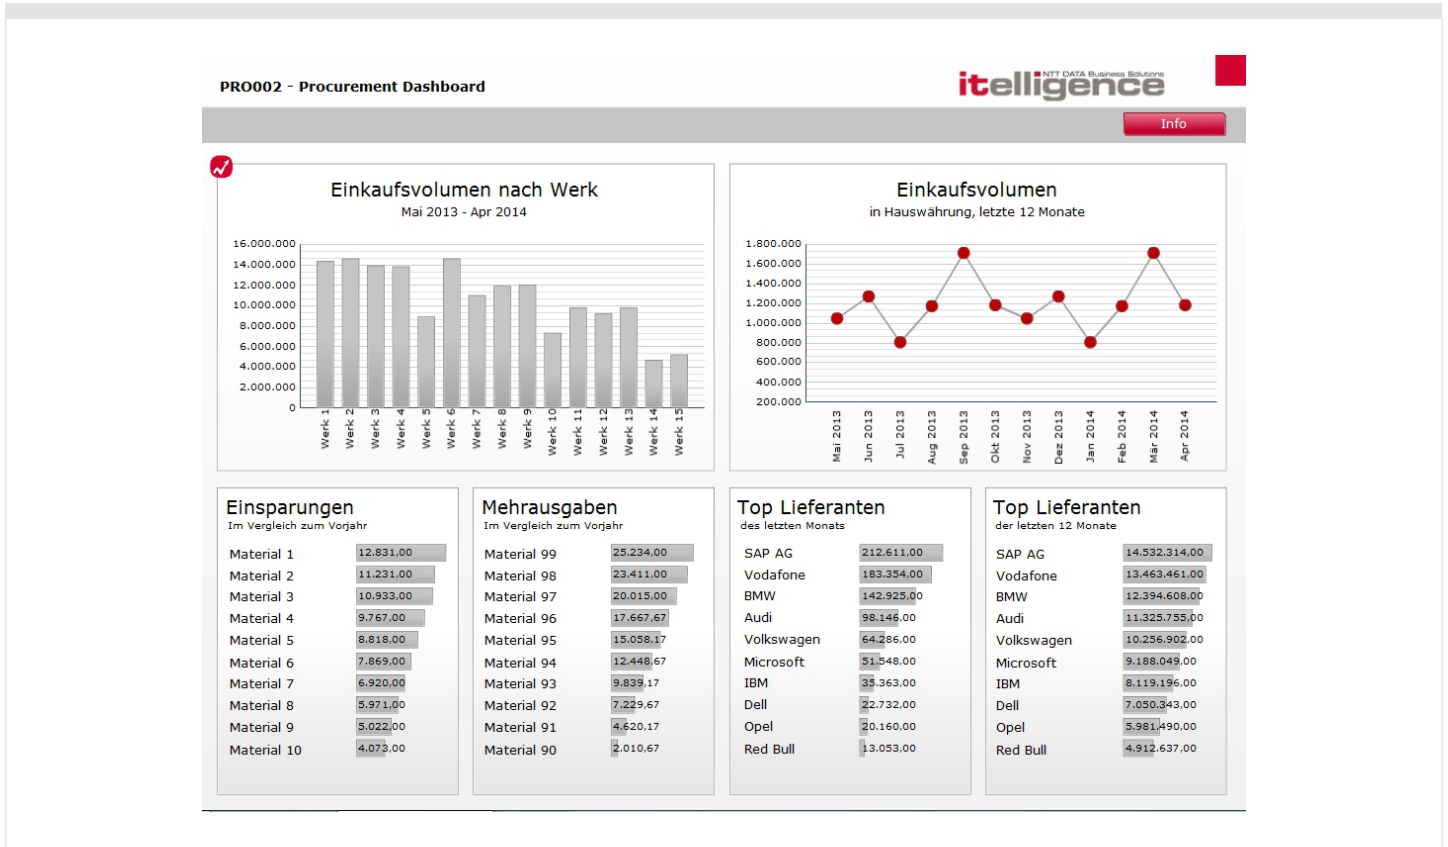 PRO002 - Procurement Dashboard
itelligence
NTT DATA Business Solutions
Info
Einkaufsvolumen nach Werk
Mai 2013 - Apr 2014
16.000.000
14.000.000
12.000.000
10.000.000
8.000.000
6.000.000
4.000.000
2.000.000
0
Werk 1
Werk 2
Werk 3
Werk 4
Werk 5
Werk 6
Werk 7
Werk 8
Werk 9
Werk 10
Werk 11
Werk 12
Werk 13
Werk 14
Werk 15
Einkaufsvolumen
in Hauswährung, letzte 12 Monate
1.800.000
1.600.000
1.400.000
1.200.000
1.000.000
800.000
600.000
400.000
200.000
Mai 2013
Jun 2013
Jul 2013
Aug 2013
Sep 2013
Okt 2013
Nov 2013
Dez 2013
Jan 2014
Feb 2014
Mär 2014
Apr 2014
Einsparungen
Im Vergleich zum Vorjahr
Material 1 12.831,00
Material 2 11.231,00
Material 3 10.933,00
Material 4 9.767,00
Material 5 8.818,00
Material 6 7.869,00
Material 7 6.920,00
Material 8 5.971,00
Material 9 5.022,00
Material 10 4.073,00
Mehrausgaben
Im Vergleich zum Vorjahr
Material 99 25.234,00
Material 98 23.411,00
Material 97 20.015,00
Material 96 17.667,67
Material 95 15.058,17
Material 94 12.448,67
Material 93 9.839,17
Material 92 7.229,67
Material 91 4.620,17
Material 90 2.010,67
Top Lieferanten
des letzten Monats
SAP AG 212.611,00
Vodafone 183.354,00
BMW 142.925,00
Audi 98.146,00
Volkswagen 64.286,00
Microsoft 51.548,00
IBM 35.363,00
Dell 22.732,00
Opel 20.160,00
Red Bull 13.053,00
Top Lieferanten
der letzten 12 Monate
SAP AG 14.532.314,00
Vodafone 13.463.461,00
BMW 12.394.608,00
Audi 11.325.755,00
Volkswagen 10.256.902,00
Microsoft 9.188.049,00
IBM 8.119.196,00
Dell 7.050.343,00
Opel 5.981.490,00
Red Bull 4.912.637,00